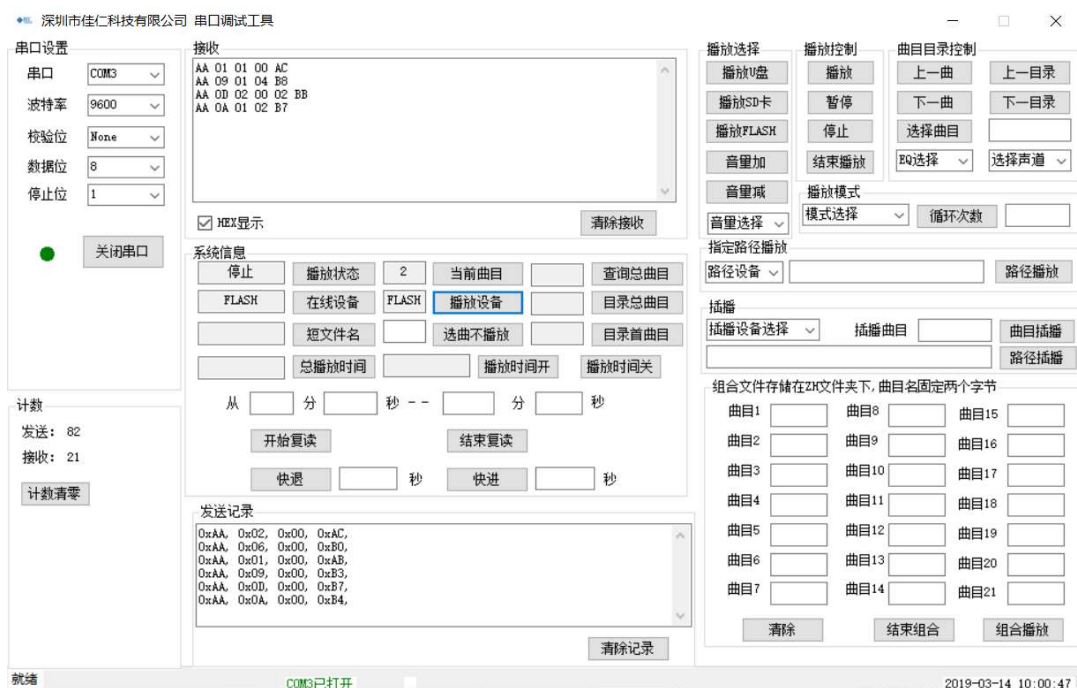 深圳市佳仁科技有限公司 串口调试工具
串口设置
串口 COM3
波特率 9600
校验位 None
数据位 8
停止位 1
关闭串口
计数
发送: 82
接收: 21
计数清零
接收
AA 01 01 00 AC
AA 09 01 04 B8
AA 0D 02 00 02 BB
AA 0A 01 02 B7
HEX显示 清除接收
系统信息
停止 播放状态 2 当前曲目 查询总曲目
FLASH 在线设备 FLASH 播放设备 目录总曲目
短文件名 选曲不播放 目录首曲目
总播放时间 播放时间开 播放时间关
从 分 秒 -- 分 秒
开始复读 结束复读
快退 秒 快进 秒
发送记录
0xAA, 0x02, 0x00, 0xAC,
0xAA, 0x06, 0x00, 0xB0,
0xAA, 0x01, 0x00, 0xAB,
0xAA, 0x09, 0x00, 0xB3,
0xAA, 0x0D, 0x00, 0xB7,
0xAA, 0x0A, 0x00, 0xB4,
清除记录
播放选择
播放U盘
播放SD卡
播放FLASH
音量加
音量减
音量选择
播放控制
播放
暂停
停止
结束播放
曲目目录控制
上一曲 上一目录
下一曲 下一目录
选择曲目
EQ选择 选择声道
播放模式
模式选择 循环次数
指定路径播放
路径设备 路径播放
插播
插播设备选择 插播曲目 曲目插播
路径插播
组合文件存储在ZH文件夹下,曲目名固定两个字节
曲目1 曲目8 曲目15
曲目2 曲目9 曲目16
曲目3 曲目10 曲目17
曲目4 曲目11 曲目18
曲目5 曲目12 曲目19
曲目6 曲目13 曲目20
曲目7 曲目14 曲目21
清除 结束组合 组合播放
就绪 COM3已打开 2019-03-14 10:00:47